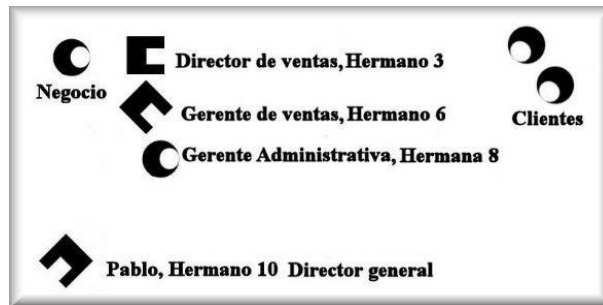 Director de ventas, Hermano 3
Negocio
Gerente de ventas, Hermano 6
Clientes
Gerente Administrativa, Hermana 8
Pablo, Hermano 10 Director general